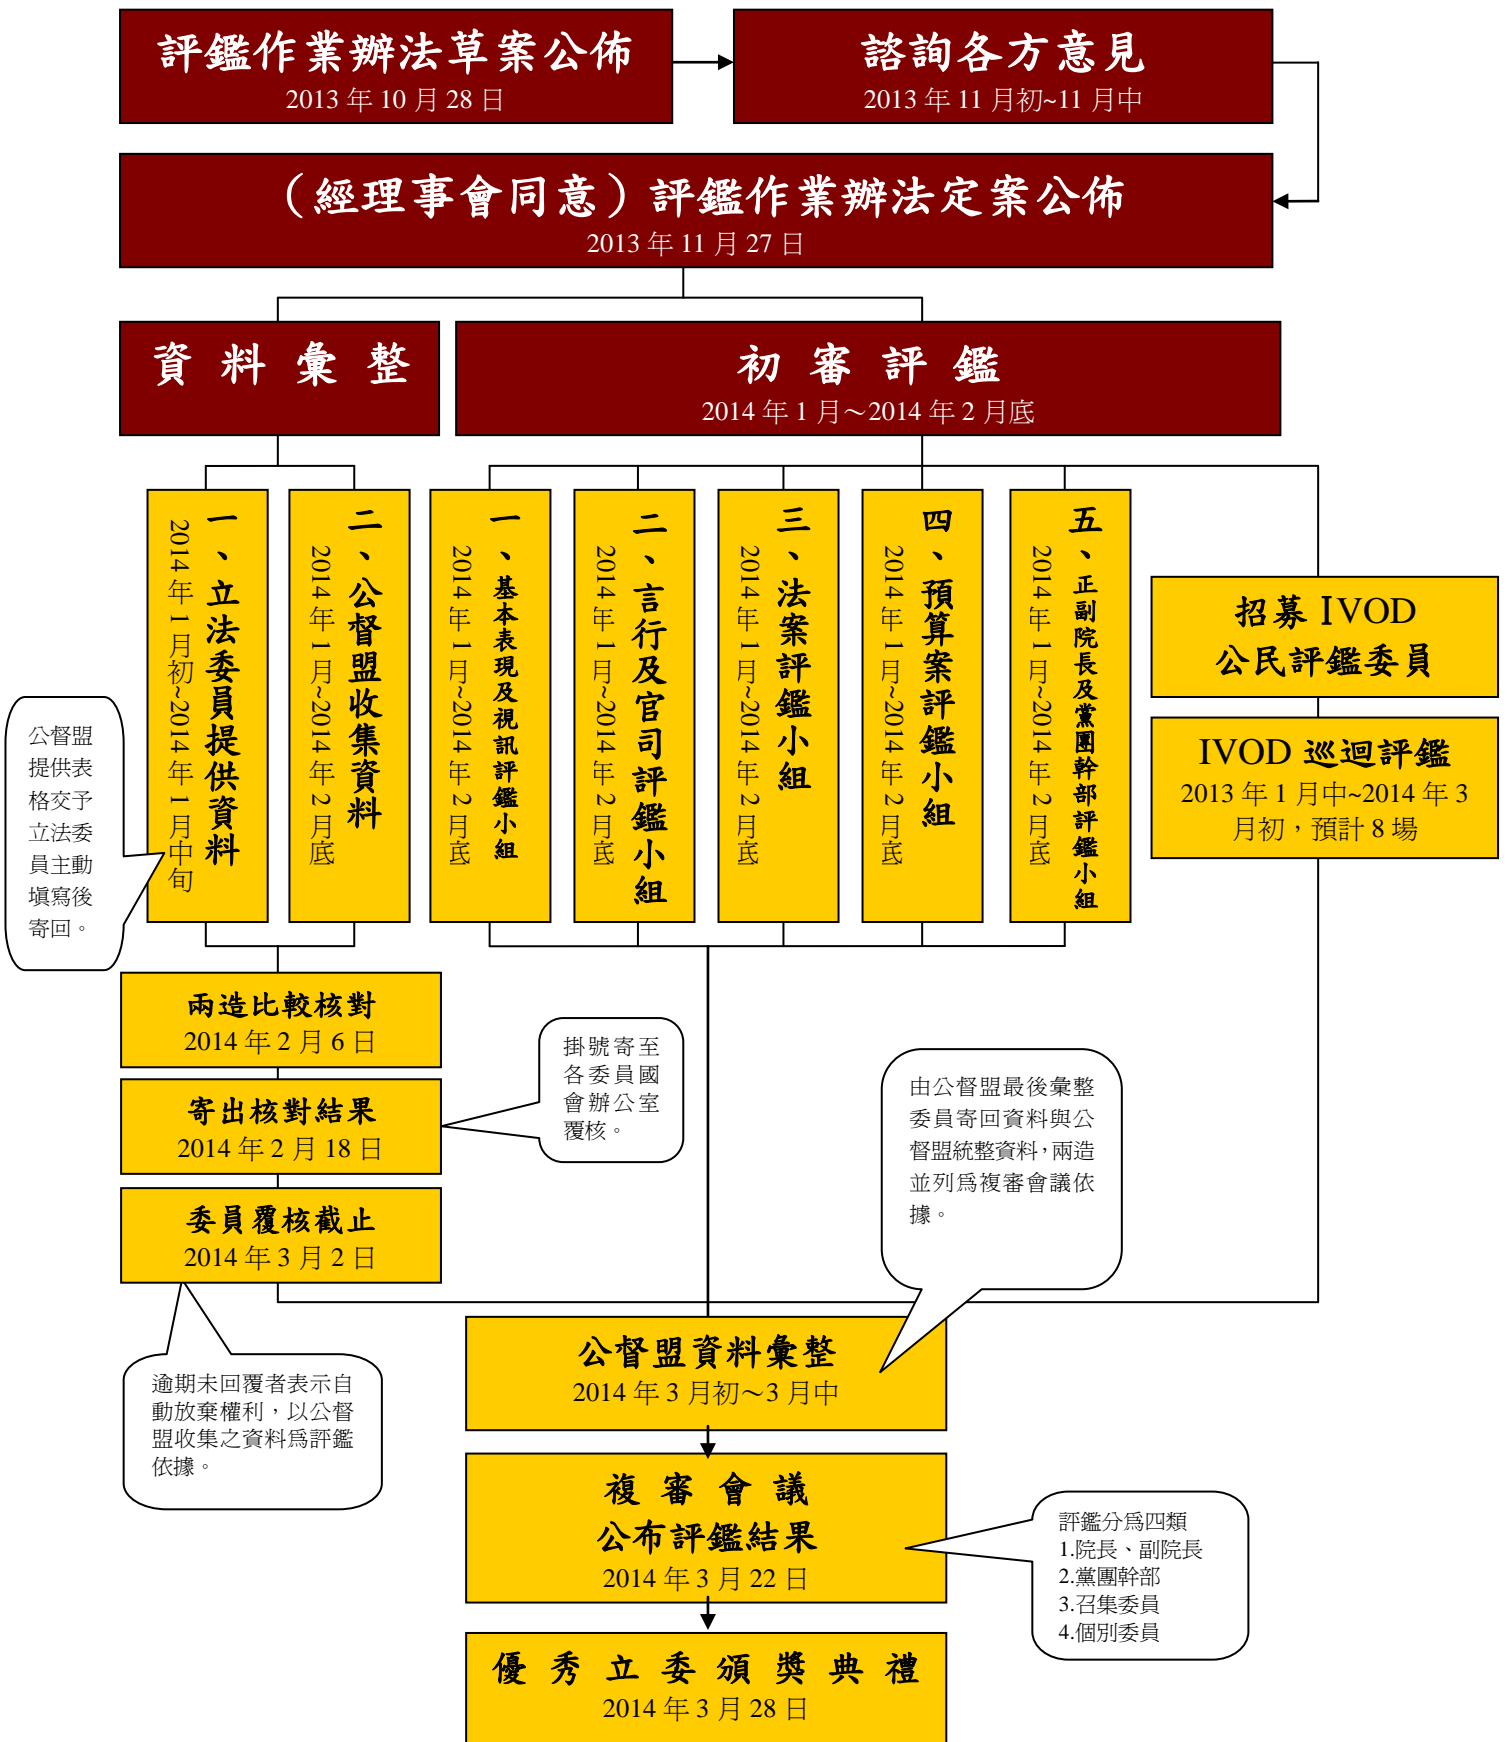 評鑑作業辦法草案公佈
2013 年 10 月 28 日
諮詢各方意見
2013 年 11 月初~11 月中
（經理事會同意）評鑑作業辦法定案公佈
2013 年 11 月 27 日
資料彙整
初審評鑑
2014 年 1 月～2014 年 2 月底
一、立法委員提供資料
2014 年 1 月初~2014 年 1 月中旬
二、公督盟收集資料
2014 年 1 月~2014 年 2 月底
一、基本表現及視訊評鑑小組
2014 年 1 月~2014 年 2 月底
二、言行及官司評鑑小組
2014 年 1 月~2014 年 2 月底
三、法案評鑑小組
2014 年 1 月~2014 年 2 月底
四、預算案評鑑小組
2014 年 1 月~2014 年 2 月底
五、正副院長及黨團幹部評鑑小組
2014 年 1 月~2014 年 2 月底
招募 IVOD
公民評鑑委員
IVOD 巡迴評鑑
2013 年 1 月中~2014 年 3
月初，預計 8 場
公督盟
提供表
格交予
立法委
員主動
填寫後
寄回。
兩造比較核對
2014 年 2 月 6 日
寄出核對結果
2014 年 2 月 18 日
掛號寄至
各委員國
會辦公室
覆核。
委員覆核截止
2014 年 3 月 2 日
逾期未回覆者表示自
動放棄權利，以公督
盟收集之資料為評鑑
依據。
由公督盟最後彙整
委員寄回資料與公
督盟統整資料，兩造
並列為複審會議依
據。
公督盟資料彙整
2014 年 3 月初～3 月中
複審會議
公布評鑑結果
2014 年 3 月 22 日
評鑑分為四類
1.院長、副院長
2.黨團幹部
3.召集委員
4.個別委員
優秀立委頒獎典禮
2014 年 3 月 28 日